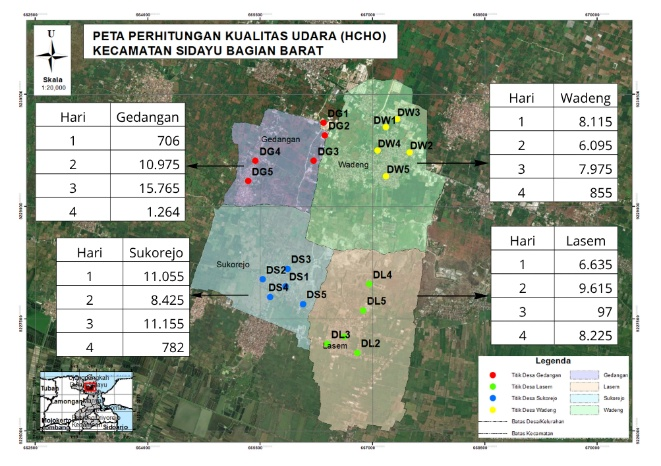 PETA PERHITUNGAN KUALITAS UDARA (HCHO)
KECAMATAN SIDAYU BAGIAN BARAT
U
Skala
1:20,000
Hari Gedangan
1 706
2 10.975
3 15.765
4 1.264
Hari Wadeng
1 8.115
2 6.095
3 7.975
4 855
Hari Sukorejo
1 11.055
2 8.425
3 11.155
4 782
Hari Lasem
1 6.635
2 9.615
3 97
4 8.225
DG1
DG2
Gedangan
DG4
DG3
DG5
DW3
DW1
DW4
DW2
Wadeng
DW5
DS3
Sukorejo
DS2
DS1
DS4
DS5
DL4
DL5
DL3
Lasem
DL2
Legenda
Titik Desa Gedangan
Titik Desa Lasem
Titik Desa Sukorejo
Titik Desa Wadeng
Batas Desa/Kelurahan
Batas Kecamatan
Gedangan
Lasem
Sukorejo
Wadeng
Tuban
Lamongan
Mojokerto
Jombang
Sidoarjo